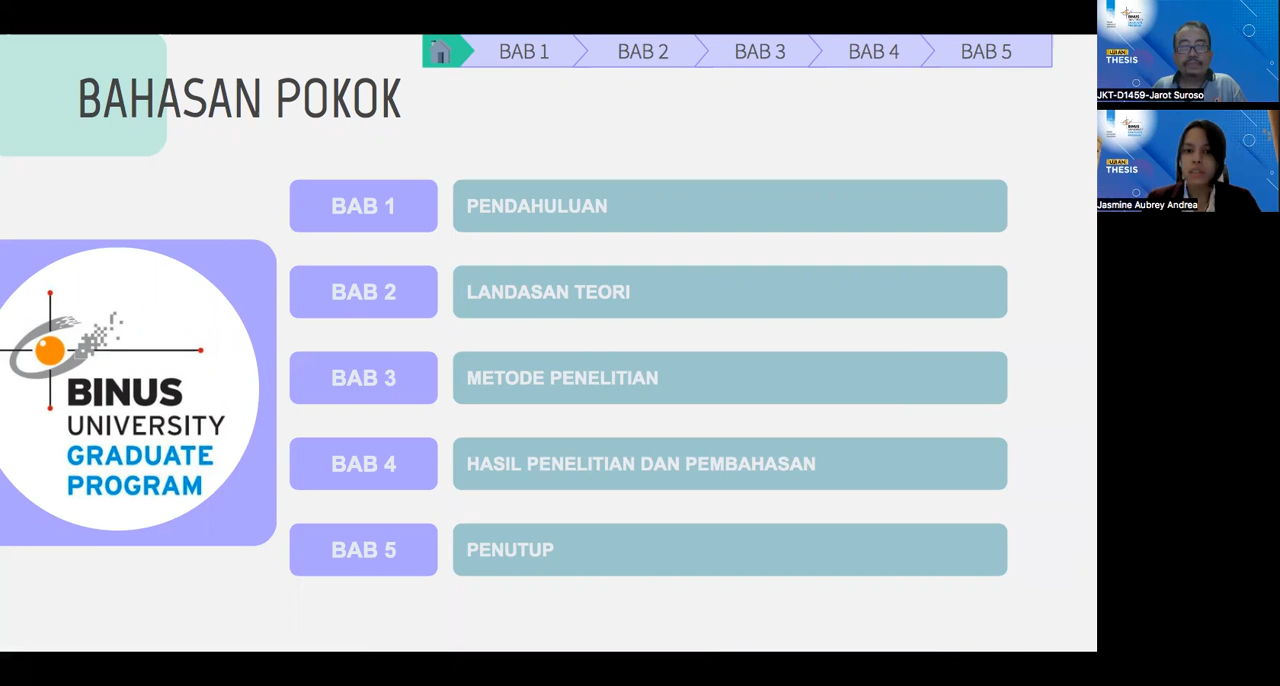 BAB 1
BAB 2
BAB 3
BAB 4
BAB 5
BAHASAN POKOK
BAB 1
PENDAHULUAN
BAB 2
LANDASAN TEORI
BAB 3
METODE PENELITIAN
BAB 4
HASIL PENELITIAN DAN PEMBAHASAN
BAB 5
PENUTUP
BINUS
UNIVERSITY
GRADUATE
PROGRAM
UJIAN
THESIS
JKT-D1459-Jarot Suroso
UJIAN
THESIS
Jasmine Aubrey Andrea